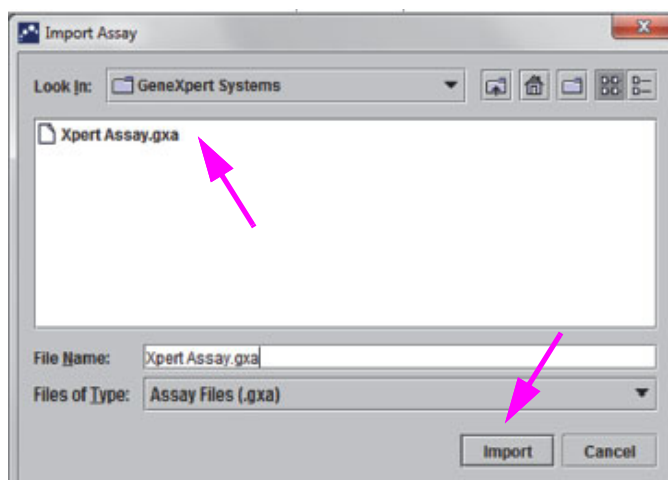 Import Assay
Look In: GeneXpert Systems
Xpert Assay.gxa
File Name: Xpert Assay.gxa
Files of Type: Assay Files (.gxa)
Import Cancel